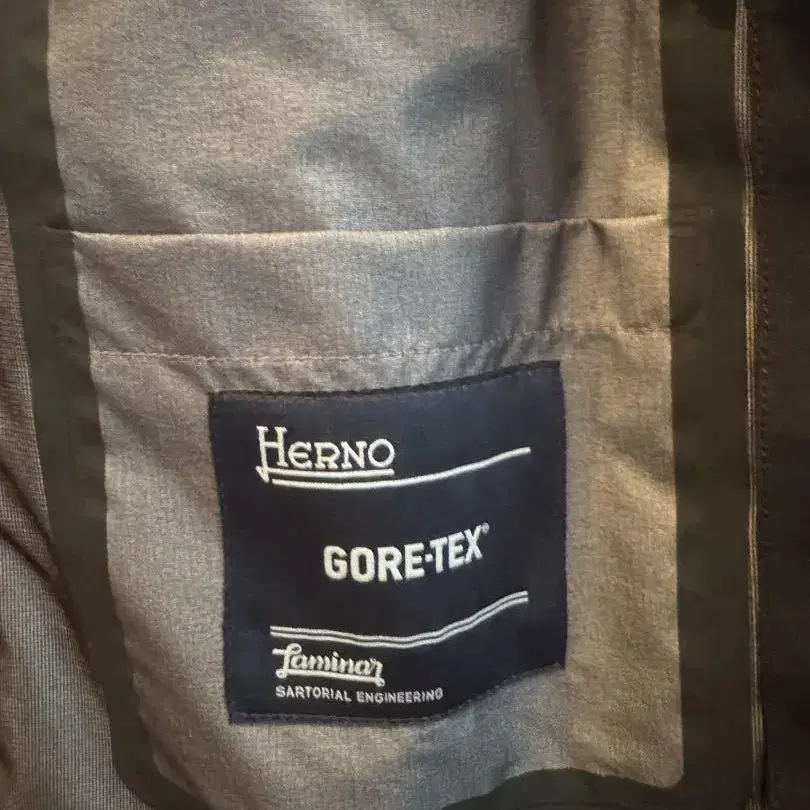 HERNO
GORE-TEX®
Laminar
SARTORIAL ENGINEERING